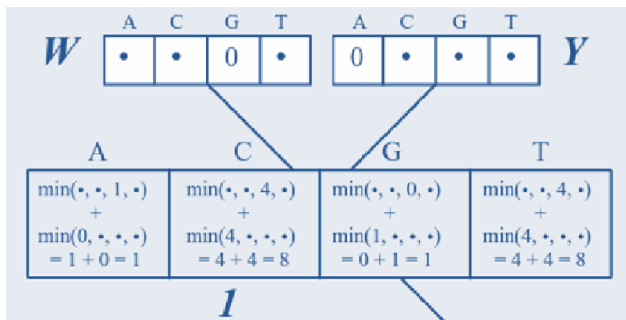 A C G T A C G T
W • • 0 • 0 • • • Y
A C G T
min(•, •, 1, •) min(•, •, 4, •) min(•, •, 0, •) min(•, •, 4, •)
+ + + +
min(0, •, •, •) min(4, •, •, •) min(1, •, •, •) min(4, •, •, •)
= 1 + 0 = 1 = 4 + 4 = 8 = 0 + 1 = 1 = 4 + 4 = 8
1